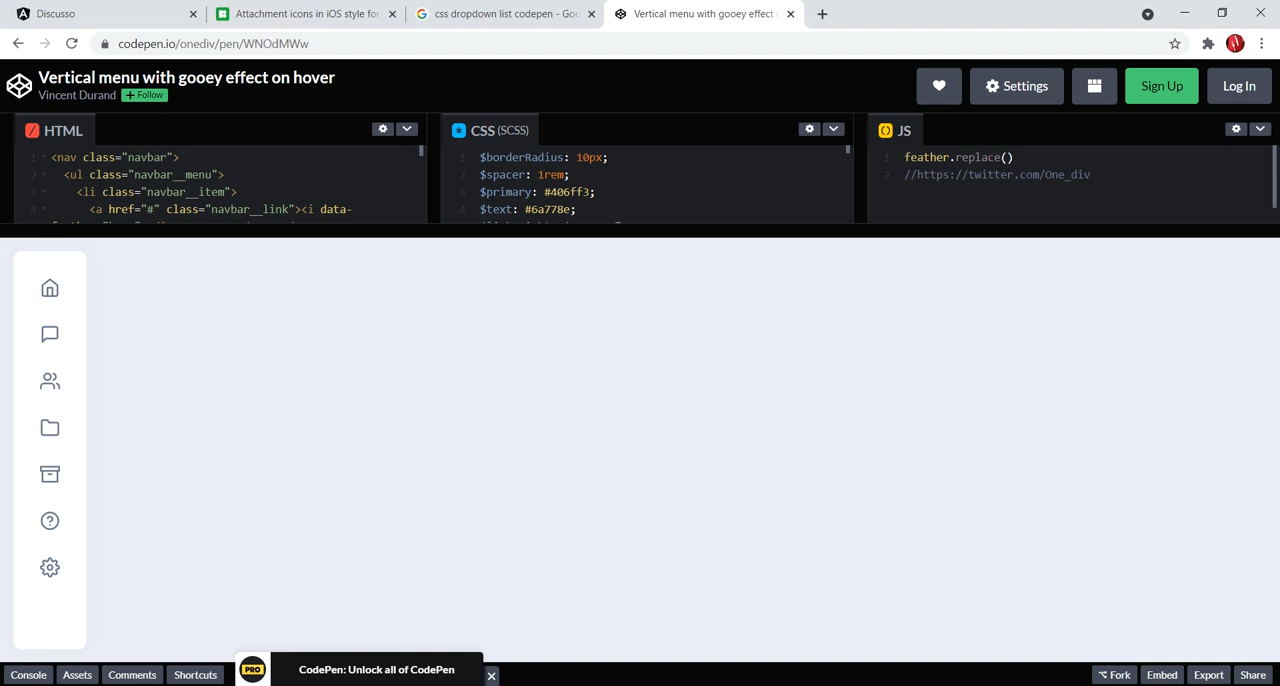 Discusso
Attachment icons in iOS style for
css dropdown list codepen - Goo
Vertical menu with gooey effect o
codepen.io/onediv/pen/WNOdMWw
Vertical menu with gooey effect on hover
Vincent Durand + Follow
Settings
Sign Up
Log In
HTML
1 <nav class="navbar">
2 <ul class="navbar__menu">
3 <li class="navbar__item">
4 <a href="#" class="navbar__link"><i data-
CSS (SCSS)
1 $borderRadius: 10px;
2 $spacer: 1rem;
3 $primary: #406ff3;
4 $text: #6a778e;
JS
1 feather.replace()
2 //https://twitter.com/One_div
Console
Assets
Comments
Shortcuts
PRO
CodePen: Unlock all of CodePen
Fork
Embed
Export
Share